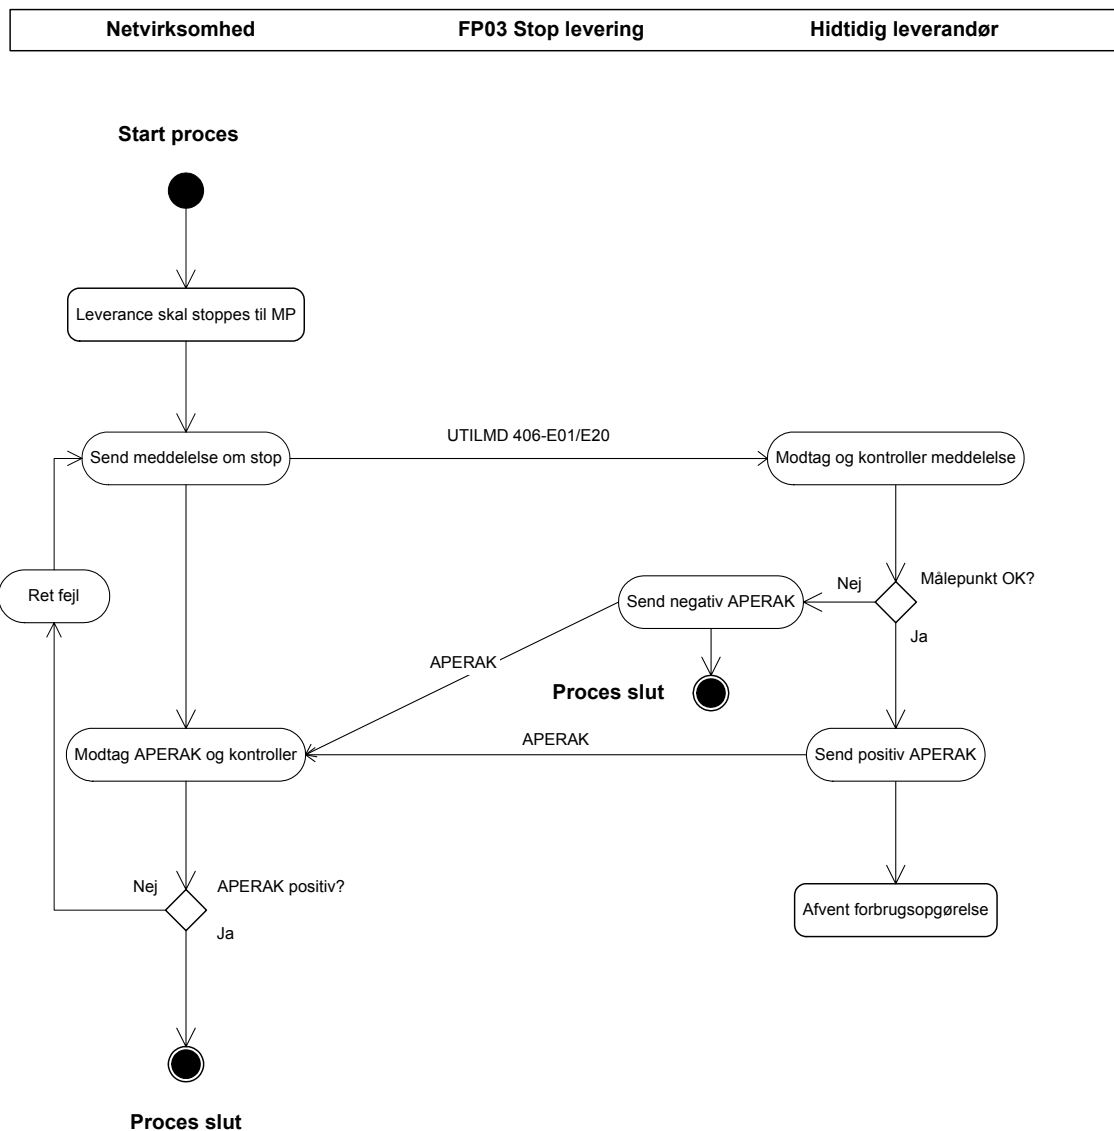 Netvirksomhed FP03 Stop levering Hidtidig leverandør
Start proces
Leverance skal stoppes til MP
UTILMD 406-E01/E20
Send meddelelse om stop
Modtag og kontroller meddelelse
Ret fejl
Nej
Målepunkt OK?
Send negativ APERAK
Ja
APERAK
Proces slut
APERAK
Modtag APERAK og kontroller
Send positiv APERAK
Nej
APERAK positiv?
Ja
Afvent forbrugsopgørelse
Proces slut